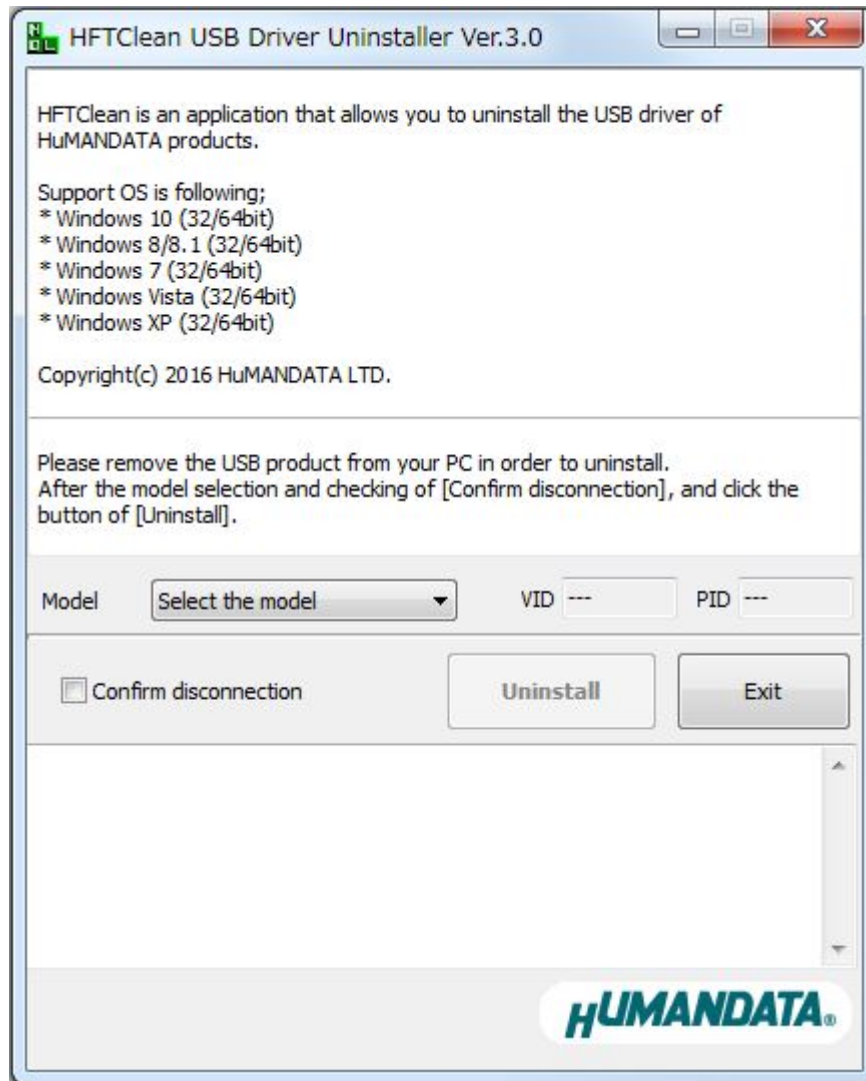 HFTClean USB Driver Uninstaller Ver.3.0
HFTClean is an application that allows you to uninstall the USB driver of
HuMANDATA products.
Support OS is following;
* Windows 10 (32/64bit)
* Windows 8/8.1 (32/64bit)
* Windows 7 (32/64bit)
* Windows Vista (32/64bit)
* Windows XP (32/64bit)
Copyright(c) 2016 HuMANDATA LTD.
Please remove the USB product from your PC in order to uninstall.
After the model selection and checking of [Confirm disconnection], and click the
button of [Uninstall].
Model Select the model VID --- PID ---
Confirm disconnection Uninstall Exit
HUMANDATA®